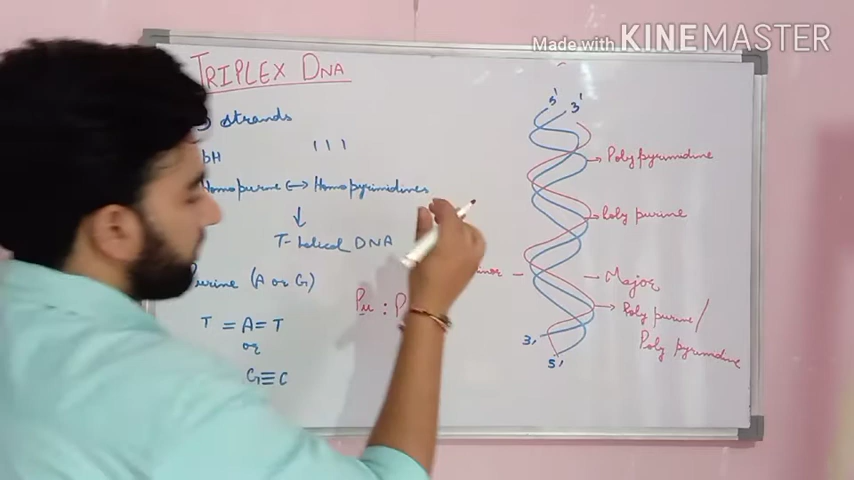 Made with KINEMASTER
TRIPLEX DNA
3 strands
pH
Homopurine ↔ Homopyrimidines
↓
T-helical DNA
Purine (A or G)
T = A = T
or
G ≡ C
Pu : P
5' 3'
Poly pyrimidine
Poly purine
Major
Poly purine/
Poly pyrimidine
3'
5'